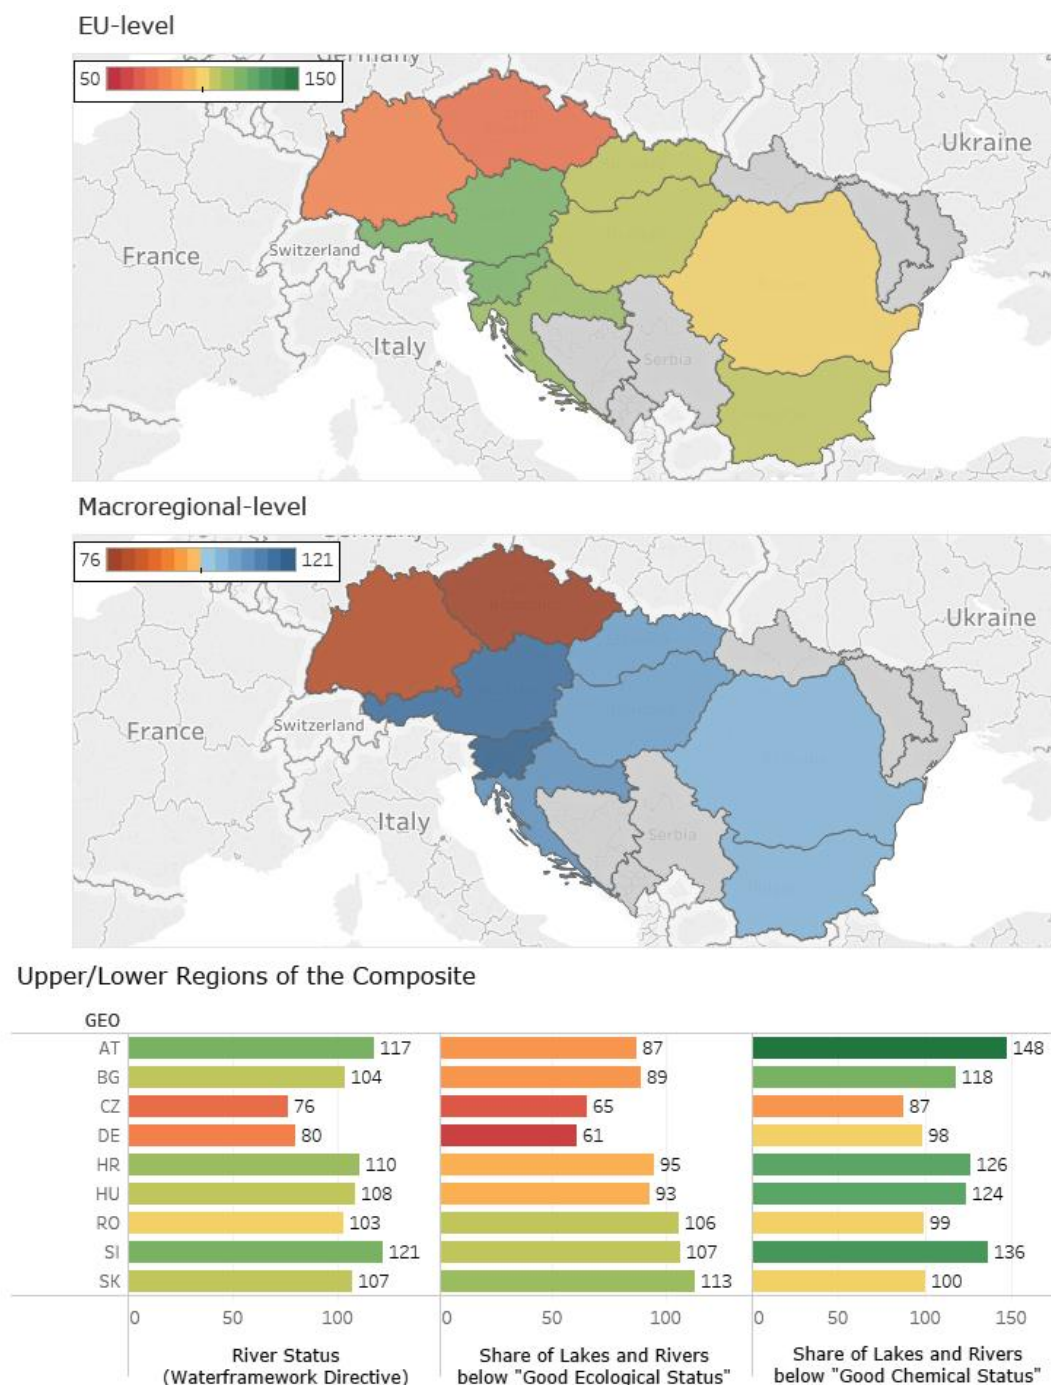 EU-level
Germany
50 150
Ukraine
France
Switzerland
Italy
Serbia
Macroregional-level
76 121
Ukraine
France
Switzerland
Italy
Serbia
Upper/Lower Regions of the Composite
GEO
AT 117 87 148
BG 104 89 118
CZ 76 65 87
DE 80 61 98
HR 110 95 126
HU 108 93 124
RO 103 106 99
SI 121 107 136
SK 107 113 100
0 50 100 0 50 100 0 50 100 150
River Status Share of Lakes and Rivers Share of Lakes and Rivers
(Waterframework Directive) below "Good Ecological Status" below "Good Chemical Status"